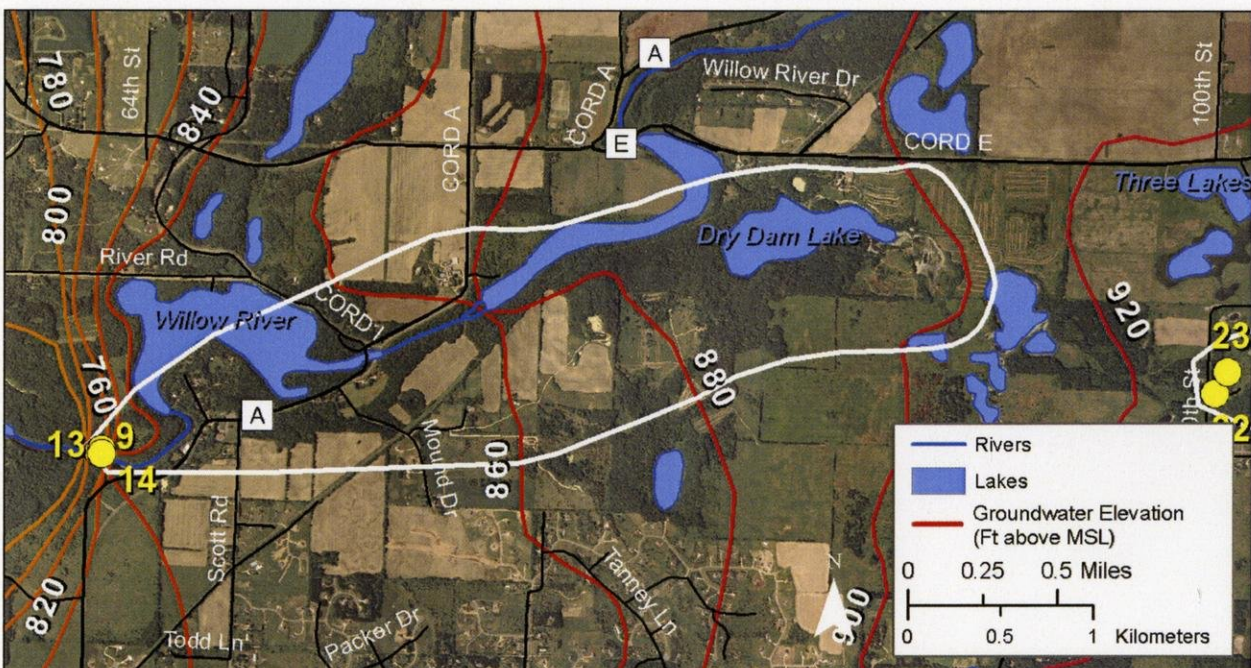 780
64th St
840
CORD A
CORD A
A
Willow River Dr
100th St
E
CORD E
800
Three Lakes
Dry Dam Lake
River Rd
CORD I
Willow River
920
760
880
23
13
9
A
14
Mound Dr
860
Scott Rd
820
Todd Ln
Packer Dr
Tanney Ln
N
900
Rivers
Lakes
Groundwater Elevation
(Ft above MSL)
0 0.25 0.5 Miles
0 0.5 1 Kilometers